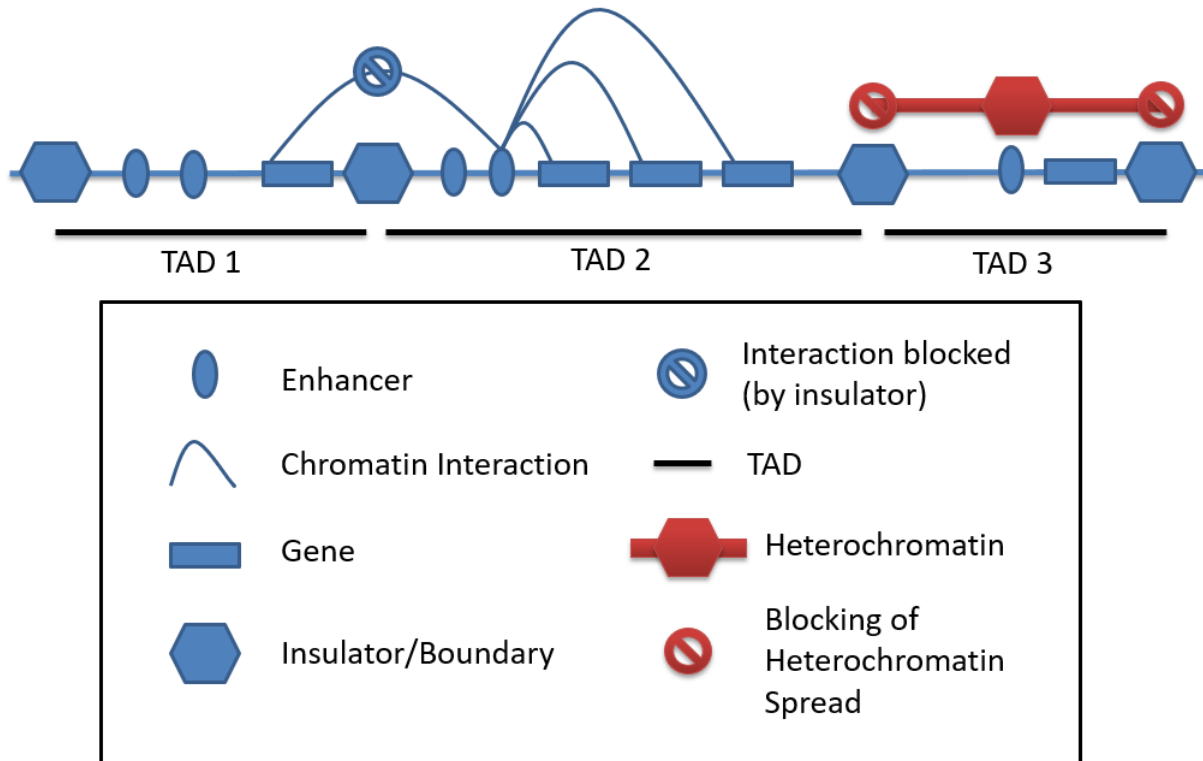 TAD 1
TAD 2
TAD 3
Enhancer
Interaction blocked
(by insulator)
Chromatin Interaction
TAD
Gene
Heterochromatin
Insulator/Boundary
Blocking of
Heterochromatin
Spread